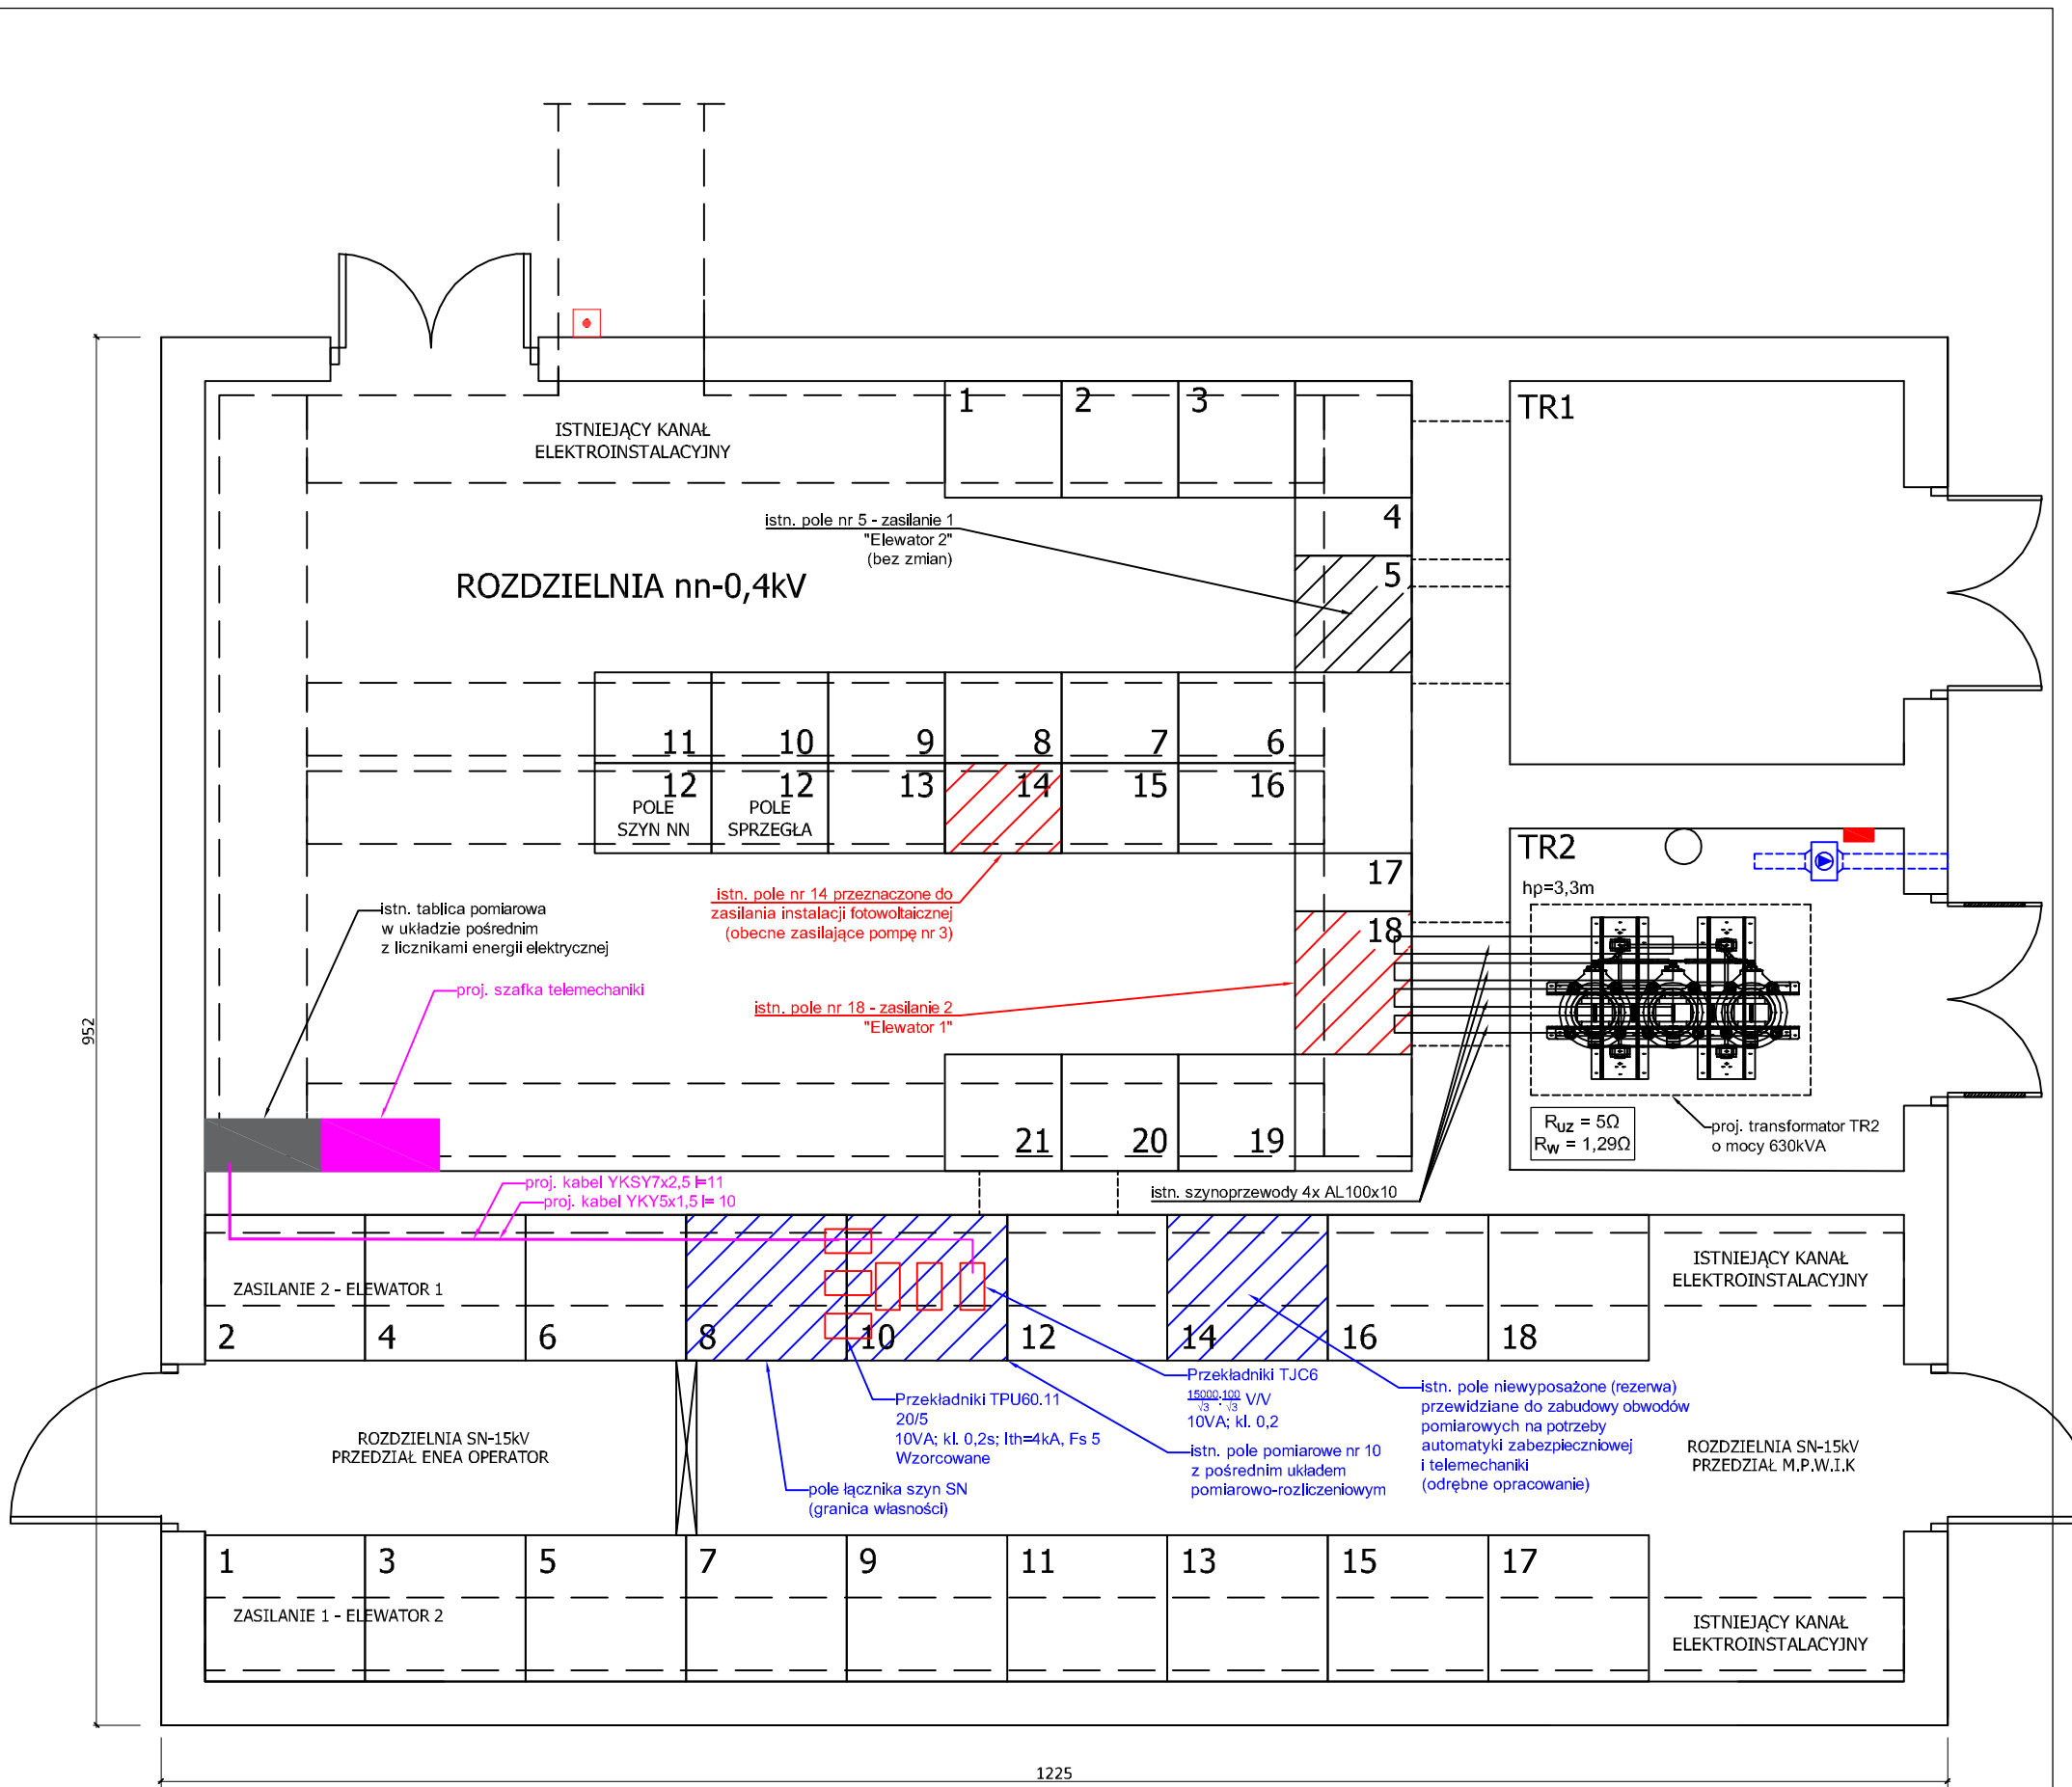 1
2
3
TR1
ISTNIEJĄCY KANAŁ
ELEKTROINSTALACYJNY
4
istn. pole nr 5 - zasilanie 1
"Elewator 2"
(bez zmian)
5
ROZDZIELNIA nn-0,4kV
11
10
9
8
7
6
12
12
13
14
15
16
POLE
SZYN NN
POLE
SPRZEGŁA
TR2
hp=3,3m
17
18
istn. pole nr 14 przeznaczone do
zasilania instalacji fotowoltaicznej
(obecne zasilające pompę nr 3)
istn. tablica pomiarowa
w układzie pośrednim
z licznikami energii elektrycznej
proj. szafka telemechaniki
istn. pole nr 18 - zasilanie 2
"Elewator 1"
952
21
20
19
R_UZ = 5Ω
R_W = 1,29Ω
proj. transformator TR2
o mocy 630kVA
proj. kabel YKSY7x2,5 l=11
proj. kabel YKY5x1,5 l= 10
istn. szynoprzewody 4x AL100x10
ZASILANIE 2 - ELEWATOR 1
ISTNIEJĄCY KANAŁ
ELEKTROINSTALACYJNY
2
4
6
8
10
12
14
16
18
Przekładniki TPU60.11
20/5
10VA; kl. 0,2s; Ith=4kA, Fs 5
Wzorcowane
Przekładniki TJC6
15000/√3 : 100/√3 V/V
10VA; kl. 0,2
istn. pole niewyposażone (rezerwa)
przewidziane do zabudowy obwodów
pomiarowych na potrzeby
automatyki zabezpieczniowej
i telemechaniki
(odrębne opracowanie)
ROZDZIELNIA SN-15kV
PRZEDZIAŁ ENEA OPERATOR
istn. pole pomiarowe nr 10
z pośrednim układem
pomiarowo-rozliczeniowym
ROZDZIELNIA SN-15kV
PRZEDZIAŁ M.P.W.I.K
pole łącznika szyn SN
(granica własności)
1
3
5
7
9
11
13
15
17
ZASILANIE 1 - ELEWATOR 2
ISTNIEJĄCY KANAŁ
ELEKTROINSTALACYJNY
1225